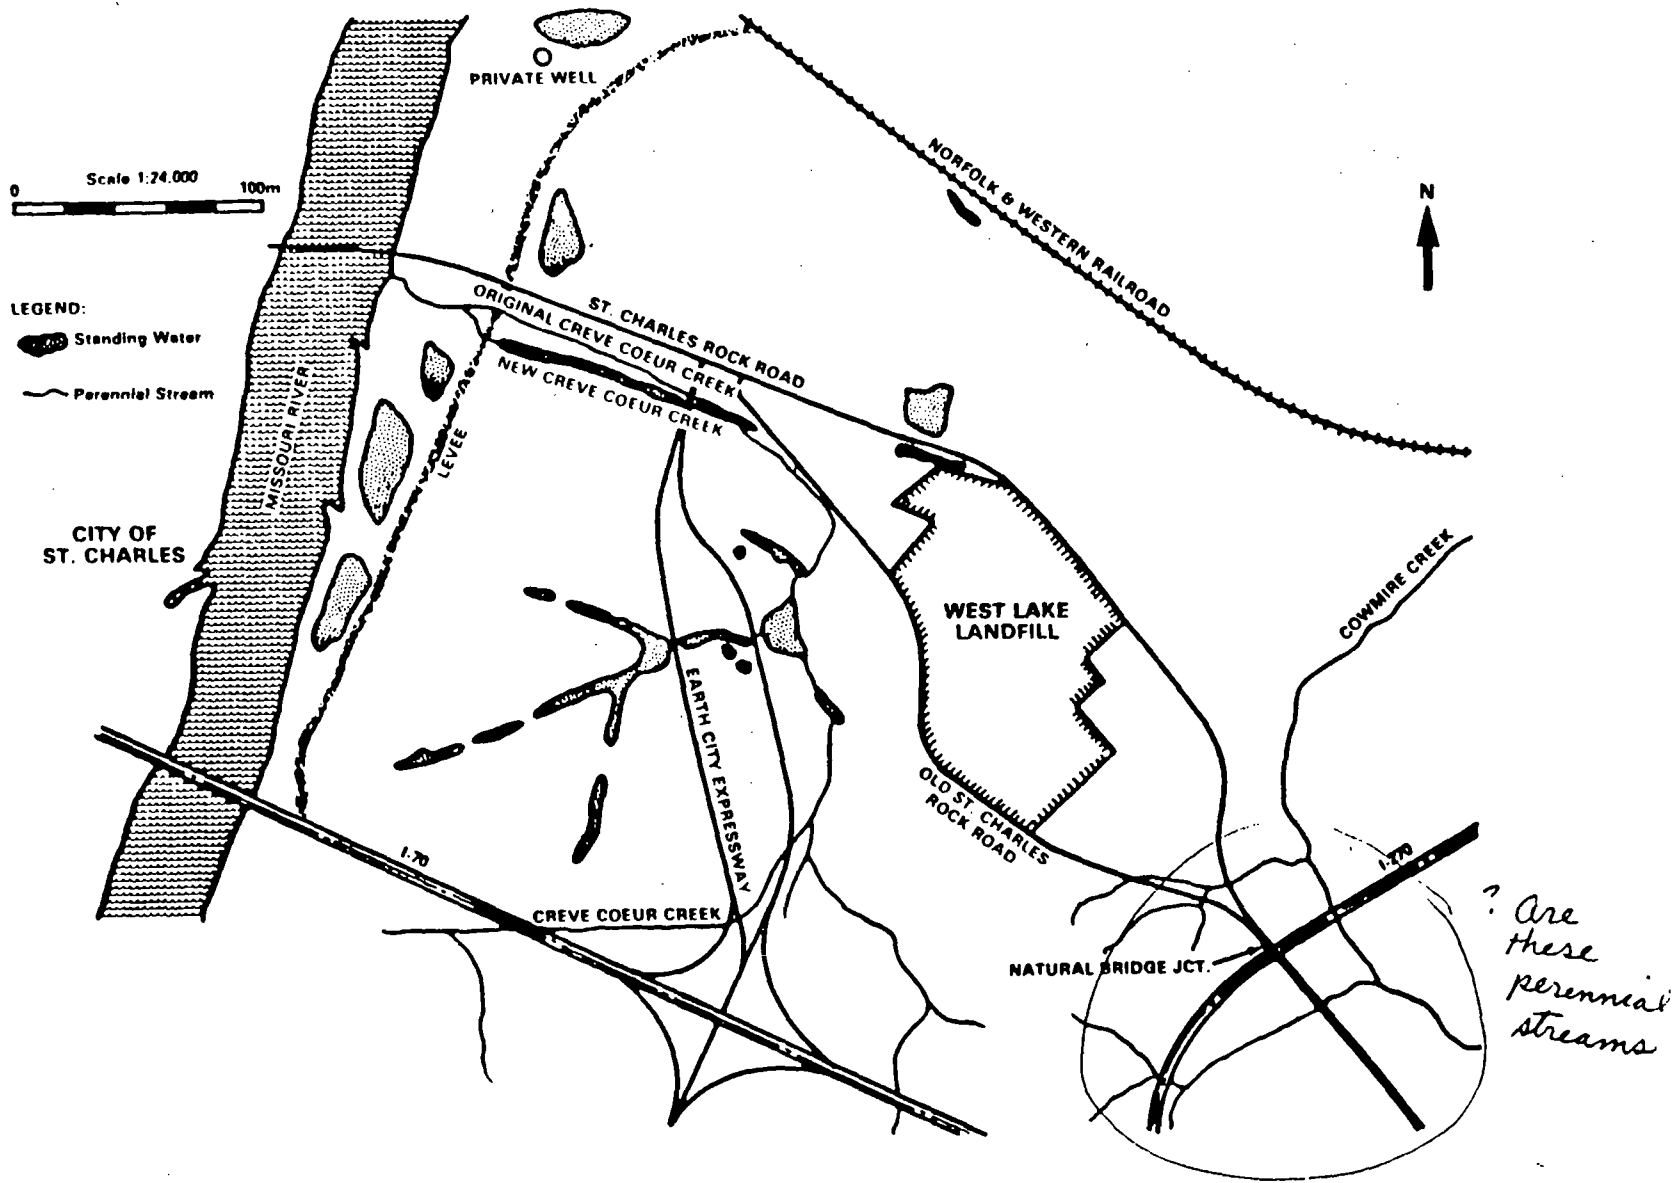 PRIVATE WELL
Scale 1:24.000
0
100m
NORFOLK & WESTERN RAILROAD
N
LEGEND:
Standing Water
Perennial Stream
ST. CHARLES ROCK ROAD
ORIGINAL CREVE COEUR CREEK
NEW CREVE COEUR CREEK
MISSOURI RIVER
LEVEE
CITY OF
ST. CHARLES
WEST LAKE
LANDFILL
COWMIRE CREEK
EARTH CITY EXPRESSWAY
OLD ST. CHARLES
ROCK ROAD
I-70
I-270
CREVE COEUR CREEK
NATURAL BRIDGE JCT.
? Are
these
perennial
streams